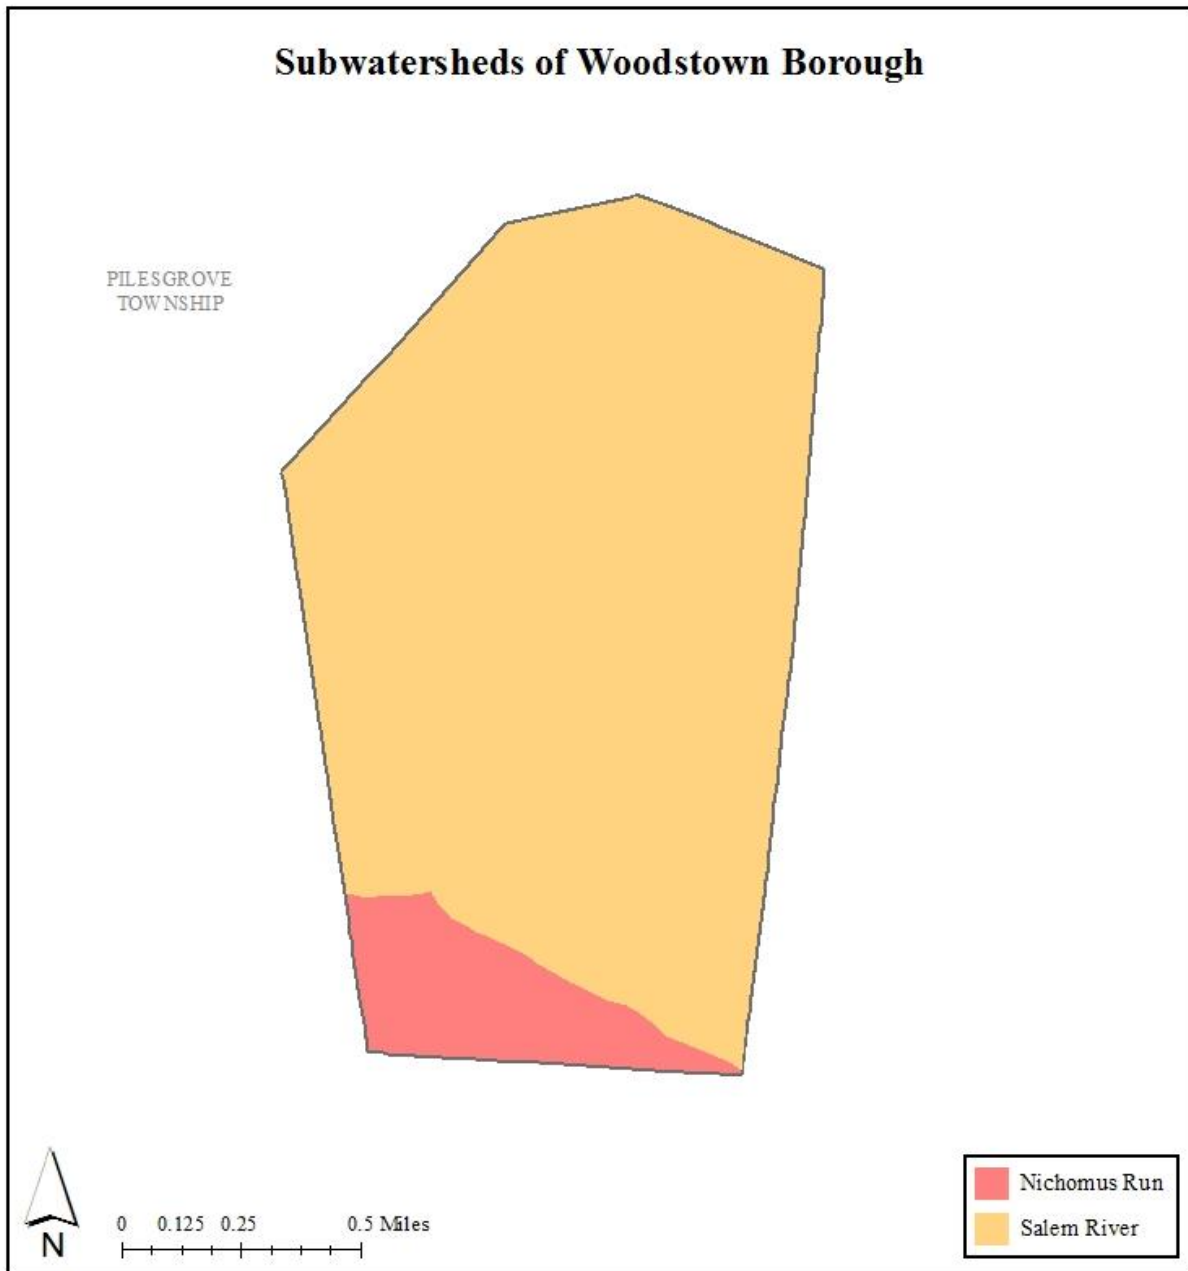 Subwatersheds of Woodstown Borough
PILESGROVE
TOWNSHIP
N
0 0.125 0.25 0.5 Miles
Nichomus Run
Salem River